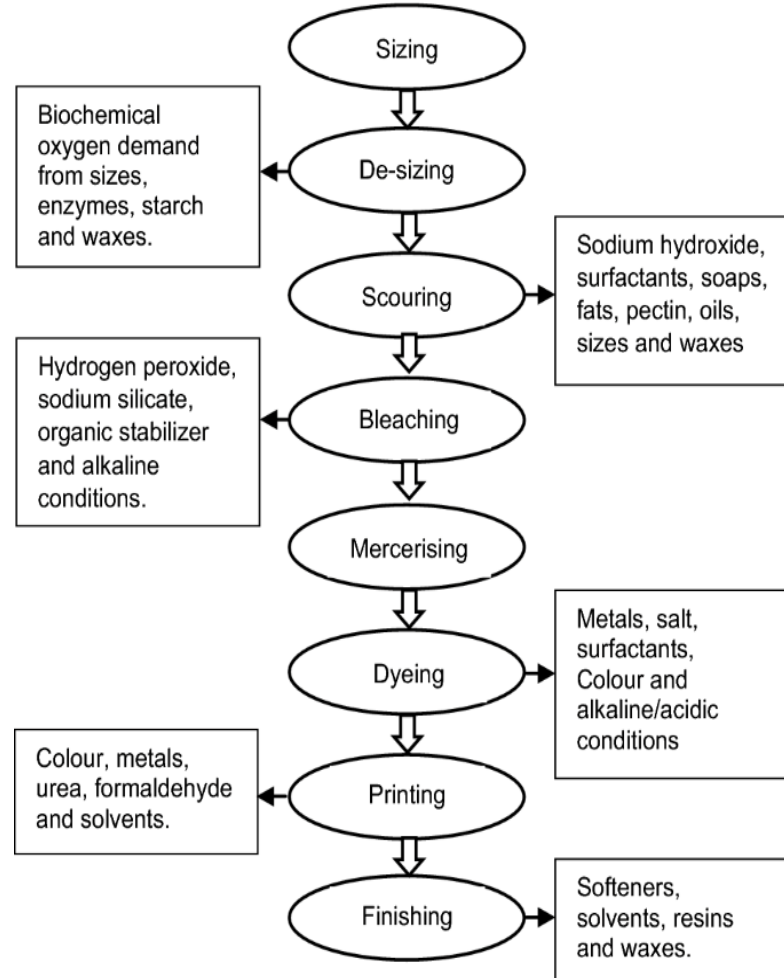 Sizing
Biochemical
oxygen demand
from sizes,
enzymes, starch
and waxes.
De-sizing
Scouring
Sodium hydroxide,
surfactants, soaps,
fats, pectin, oils,
sizes and waxes
Hydrogen peroxide,
sodium silicate,
organic stabilizer
and alkaline
conditions.
Bleaching
Mercerising
Dyeing
Metals, salt,
surfactants,
Colour and
alkaline/acidic
conditions
Colour, metals,
urea, formaldehyde
and solvents.
Printing
Finishing
Softeners,
solvents, resins
and waxes.